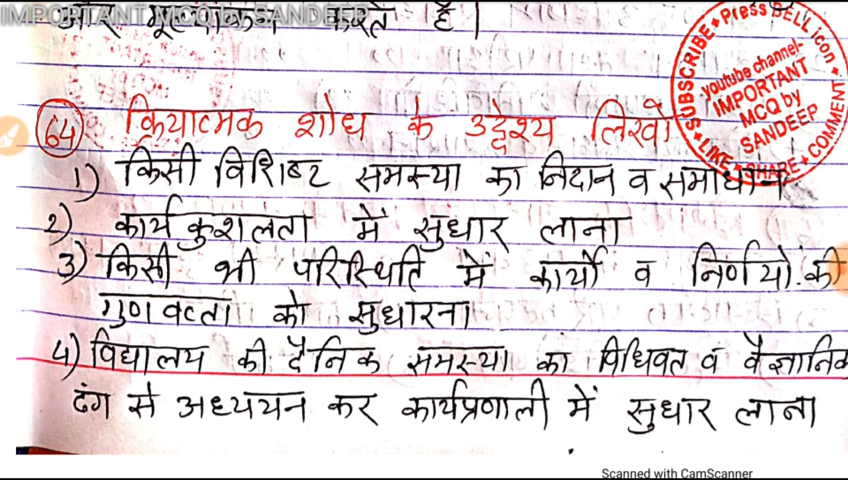 IMPORTANT MCQ by SANDEEP
और मूल्यांकन करते हैं।
SUBSCRIBE * Press BELL icon * COMMENT * SHARE * LIKE *
youtube channel-
IMPORTANT
MCQ by
SANDEEP
64 क्रियात्मक शोध के उद्देश्य लिखो
1) किसी विशिष्ट समस्या का निदान व समाधान
2) कार्य कुशलता में सुधार लाना
3) किसी भी परिस्थिति में कार्यों व निर्णयों की
गुणवत्ता को सुधारना
4) विद्यालय की दैनिक समस्या का विधिवत व वैज्ञानिक
ढंग से अध्ययन कर कार्यप्रणाली में सुधार लाना
Scanned with CamScanner